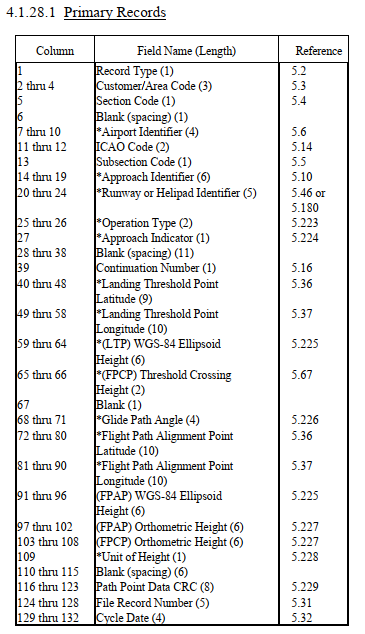 4.1.28.1 Primary Records
Column Field Name (Length) Reference
1 Record Type (1) 5.2
2 thru 4 Customer/Area Code (3) 5.3
5 Section Code (1) 5.4
6 Blank (spacing) (1)
7 thru 10 *Airport Identifier (4) 5.6
11 thru 12 ICAO Code (2) 5.14
13 Subsection Code (1) 5.5
14 thru 19 *Approach Identifier (6) 5.10
20 thru 24 *Runway or Helipad Identifier (5) 5.46 or
5.180
25 thru 26 *Operation Type (2) 5.223
27 *Approach Indicator (1) 5.224
28 thru 38 Blank (spacing) (11)
39 Continuation Number (1) 5.16
40 thru 48 *Landing Threshold Point 5.36
Latitude (9)
49 thru 58 *Landing Threshold Point 5.37
Longitude (10)
59 thru 64 *(LTP) WGS-84 Ellipsoid 5.225
Height (6)
65 thru 66 *(FPCP) Threshold Crossing 5.67
Height (2)
67 Blank (1)
68 thru 71 *Glide Path Angle (4) 5.226
72 thru 80 *Flight Path Alignment Point 5.36
Latitude (10)
81 thru 90 *Flight Path Alignment Point 5.37
Longitude (10)
91 thru 96 (FPAP) WGS-84 Ellipsoid 5.225
Height (6)
97 thru 102 (FPAP) Orthometric Height (6) 5.227
103 thru 108 (FPCP) Orthometric Height (6) 5.227
109 *Unit of Height (1) 5.228
110 thru 115 Blank (spacing) (6)
116 thru 123 Path Point Data CRC (8) 5.229
124 thru 128 File Record Number (5) 5.31
129 thru 132 Cycle Date (4) 5.32